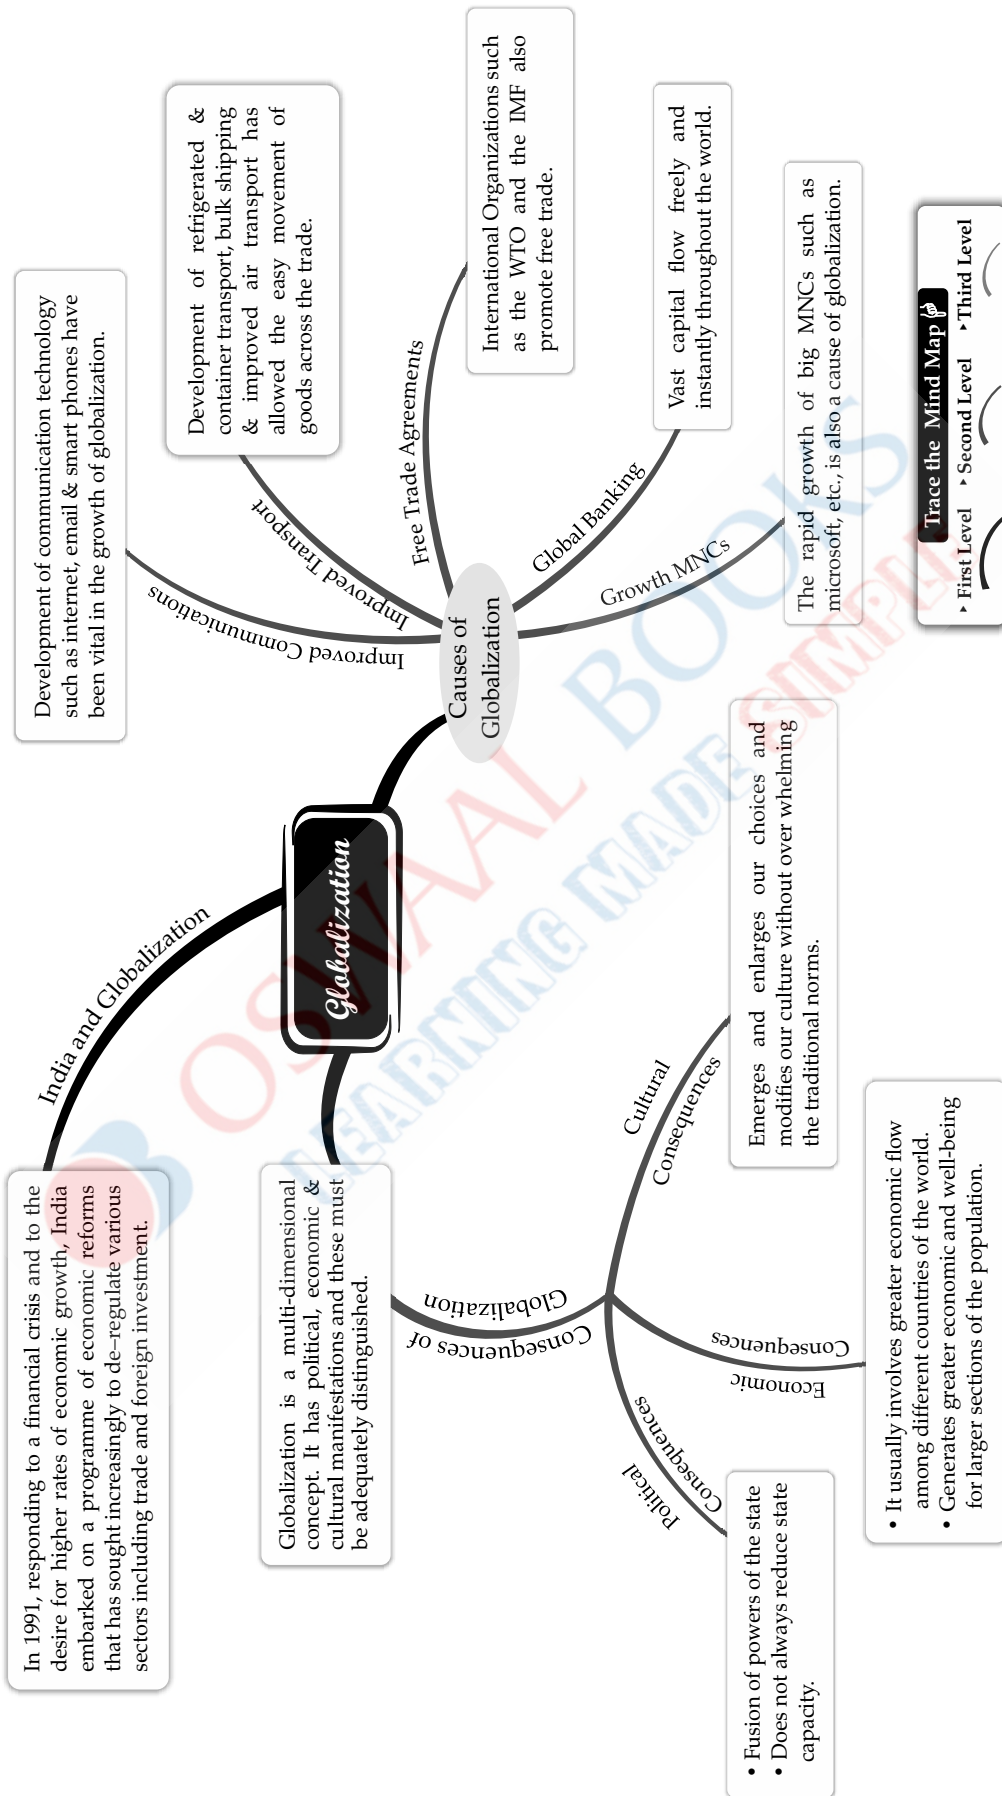 Globalization
India and Globalization
In 1991, responding to a financial crisis and to the
desire for higher rates of economic growth, India
embarked on a programme of economic reforms
that has sought increasingly to de–regulate various
sectors including trade and foreign investment.
Globalization is a multi-dimensional
concept. It has political, economic &
cultural manifestations and these must
be adequately distinguished.
Consequences of
Globalization
Political
Consequences
• Fusion of powers of the state
• Does not always reduce state
capacity.
Economic
Consequences
• It usually involves greater economic flow
among different countries of the world.
• Generates greater economic and well-being
for larger sections of the population.
Cultural
Consequences
Emerges and enlarges our choices and
modifies our culture without over whelming
the traditional norms.
Causes of
Globalization
Improved Communications
Development of communication technology
such as internet, email & smart phones have
been vital in the growth of globalization.
Improved Transport
Development of refrigerated &
container transport, bulk shipping
& improved air transport has
allowed the easy movement of
goods across the trade.
Free Trade Agreements
International Organizations such
as the WTO and the IMF also
promote free trade.
Global Banking
Vast capital flow freely and
instantly throughout the world.
Growth MNCs
The rapid growth of big MNCs such as
microsoft, etc., is also a cause of globalization.
Trace the Mind Map
▸ First Level ▸ Second Level ▸ Third Level
OSWAAL BOOKS
LEARNING MADE SIMPLE